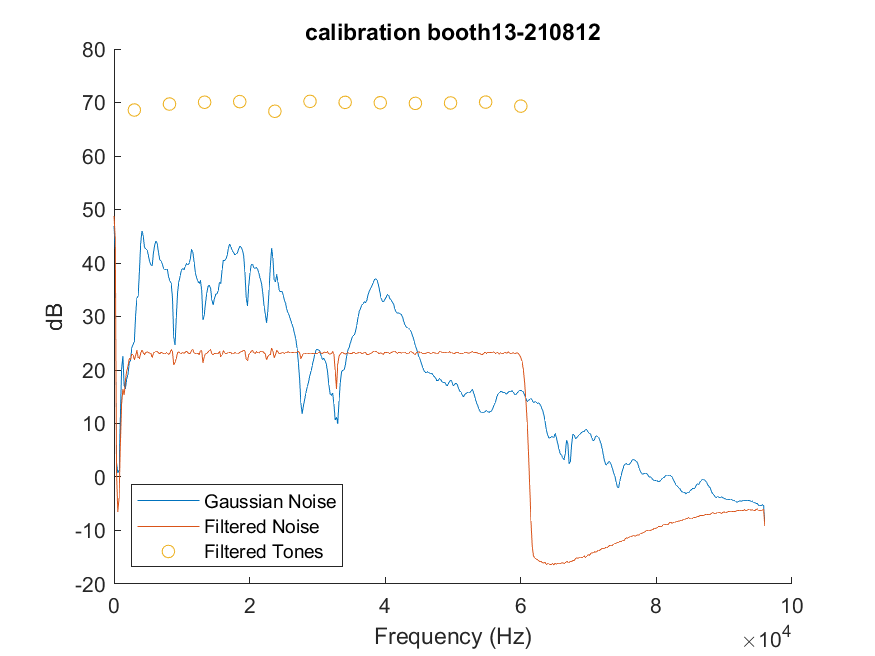 calibration booth13-210812
80
70
60
50
40
30
20
10
0
-10
-20
dB
Gaussian Noise
Filtered Noise
Filtered Tones
0 2 4 6 8 10
Frequency (Hz)
×10^4